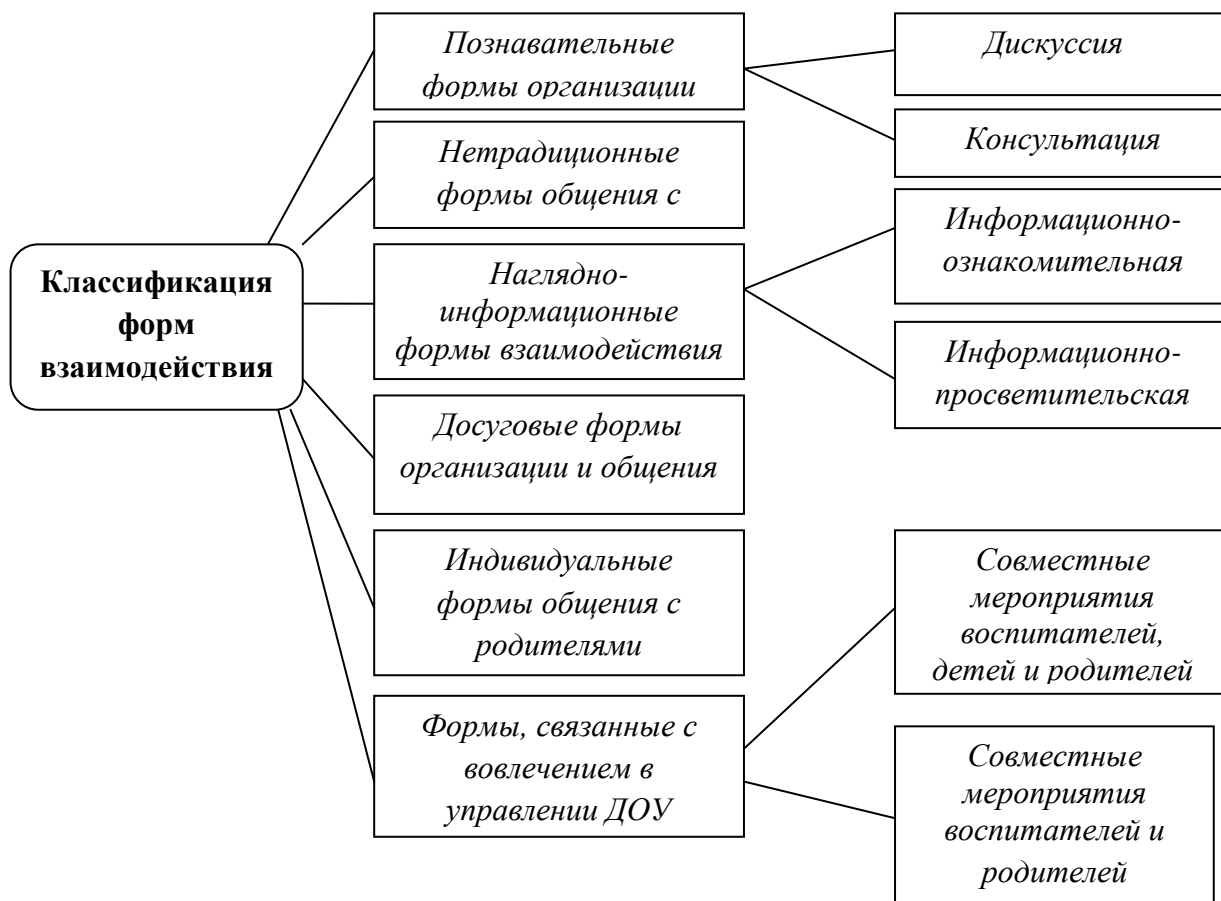 Классификация
форм
взаимодействия
Познавательные
формы организации
Нетрадиционные
формы общения с
Наглядно-
информационные
формы взаимодействия
Досуговые формы
организации и общения
Индивидуальные
формы общения с
родителями
Формы, связанные с
вовлечением в
управлении ДОУ
Дискуссия
Консультация
Информационно-
ознакомительная
Информационно-
просветительская
Совместные
мероприятия
воспитателей,
детей и родителей
Совместные
мероприятия
воспитателей и
родителей